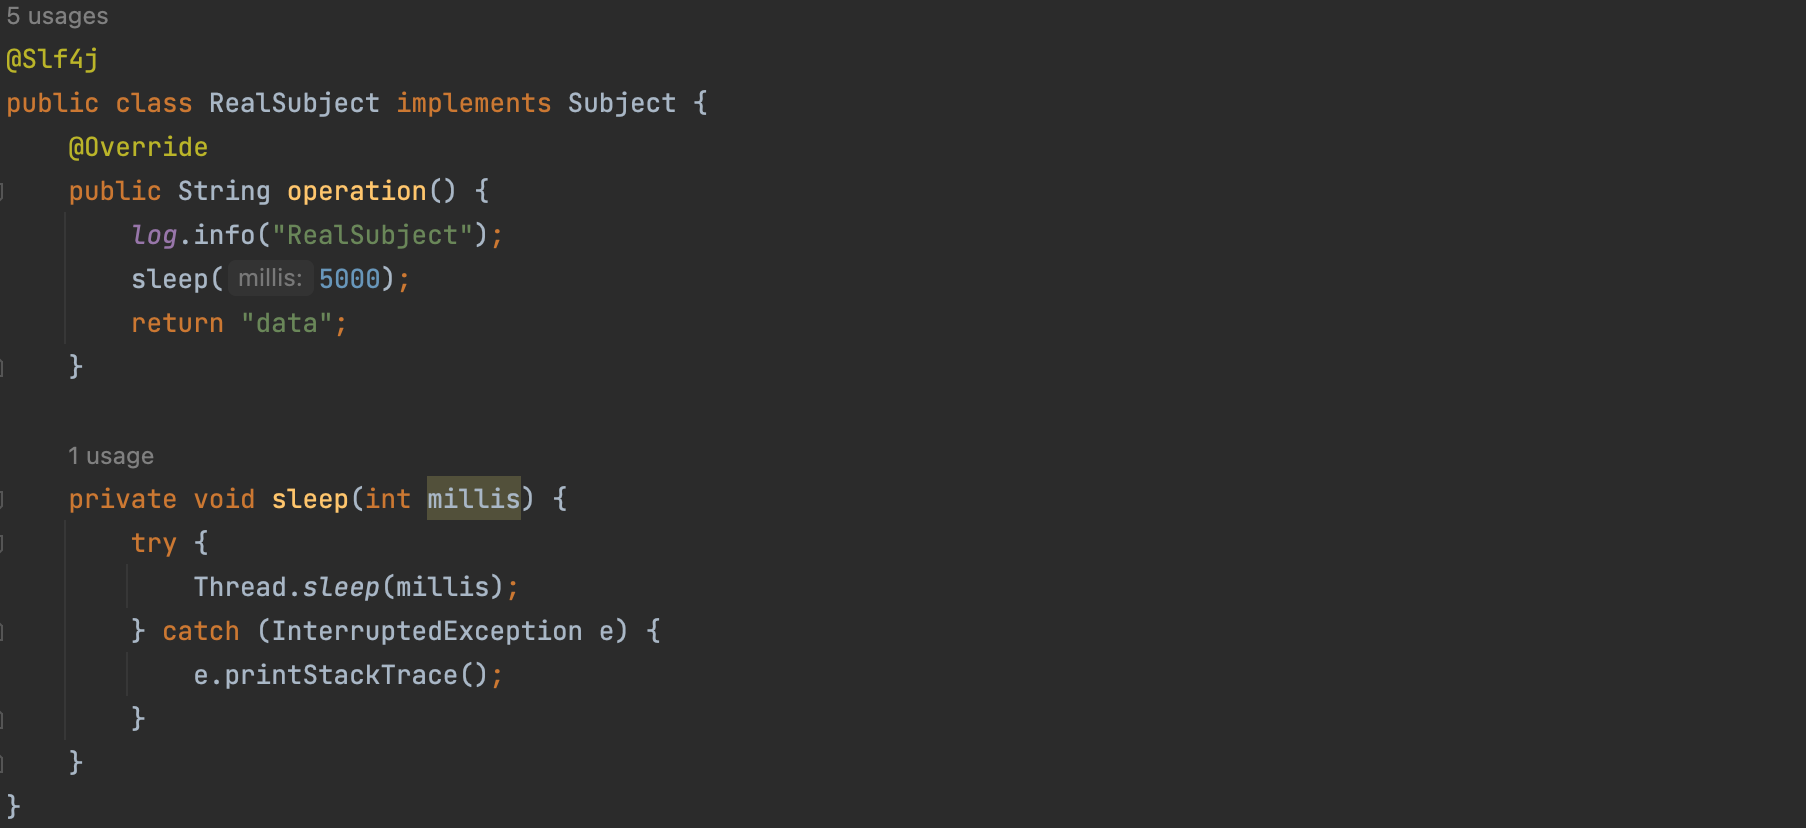 5 usages
@Slf4j
public class RealSubject implements Subject {
    @Override
    public String operation() {
        log.info("RealSubject");
        sleep( millis: 5000);
        return "data";
    }

    1 usage
    private void sleep(int millis) {
        try {
            Thread.sleep(millis);
        } catch (InterruptedException e) {
            e.printStackTrace();
        }
    }
}